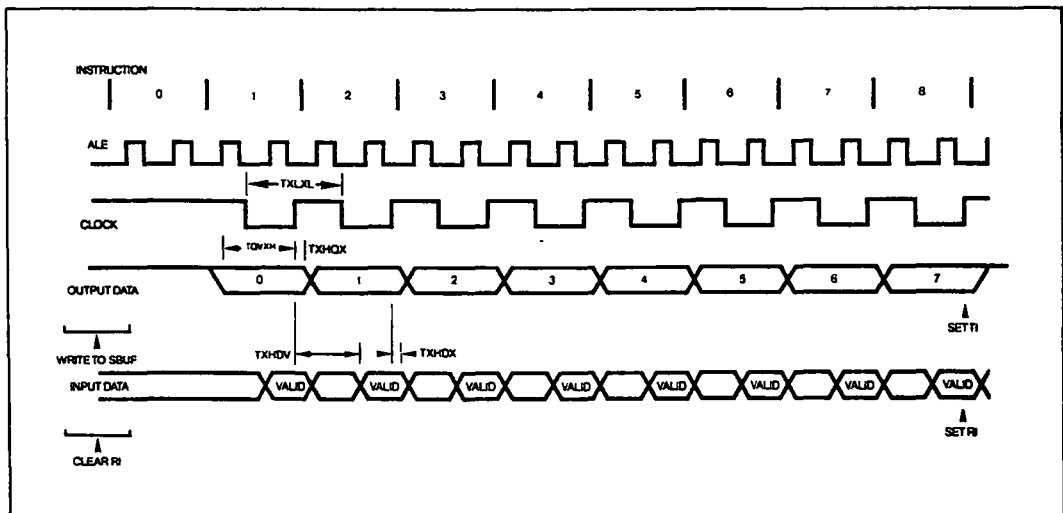 INSTRUCTION
0 1 2 3 4 5 6 7 8
ALE
TXLXL
CLOCK
TQVXH TXHQX
OUTPUT DATA 0 1 2 3 4 5 6 7
SET TI
WRITE TO SBUF
TXHDV TXHDX
INPUT DATA VALID VALID VALID VALID VALID VALID VALID VALID
SET RI
CLEAR RI